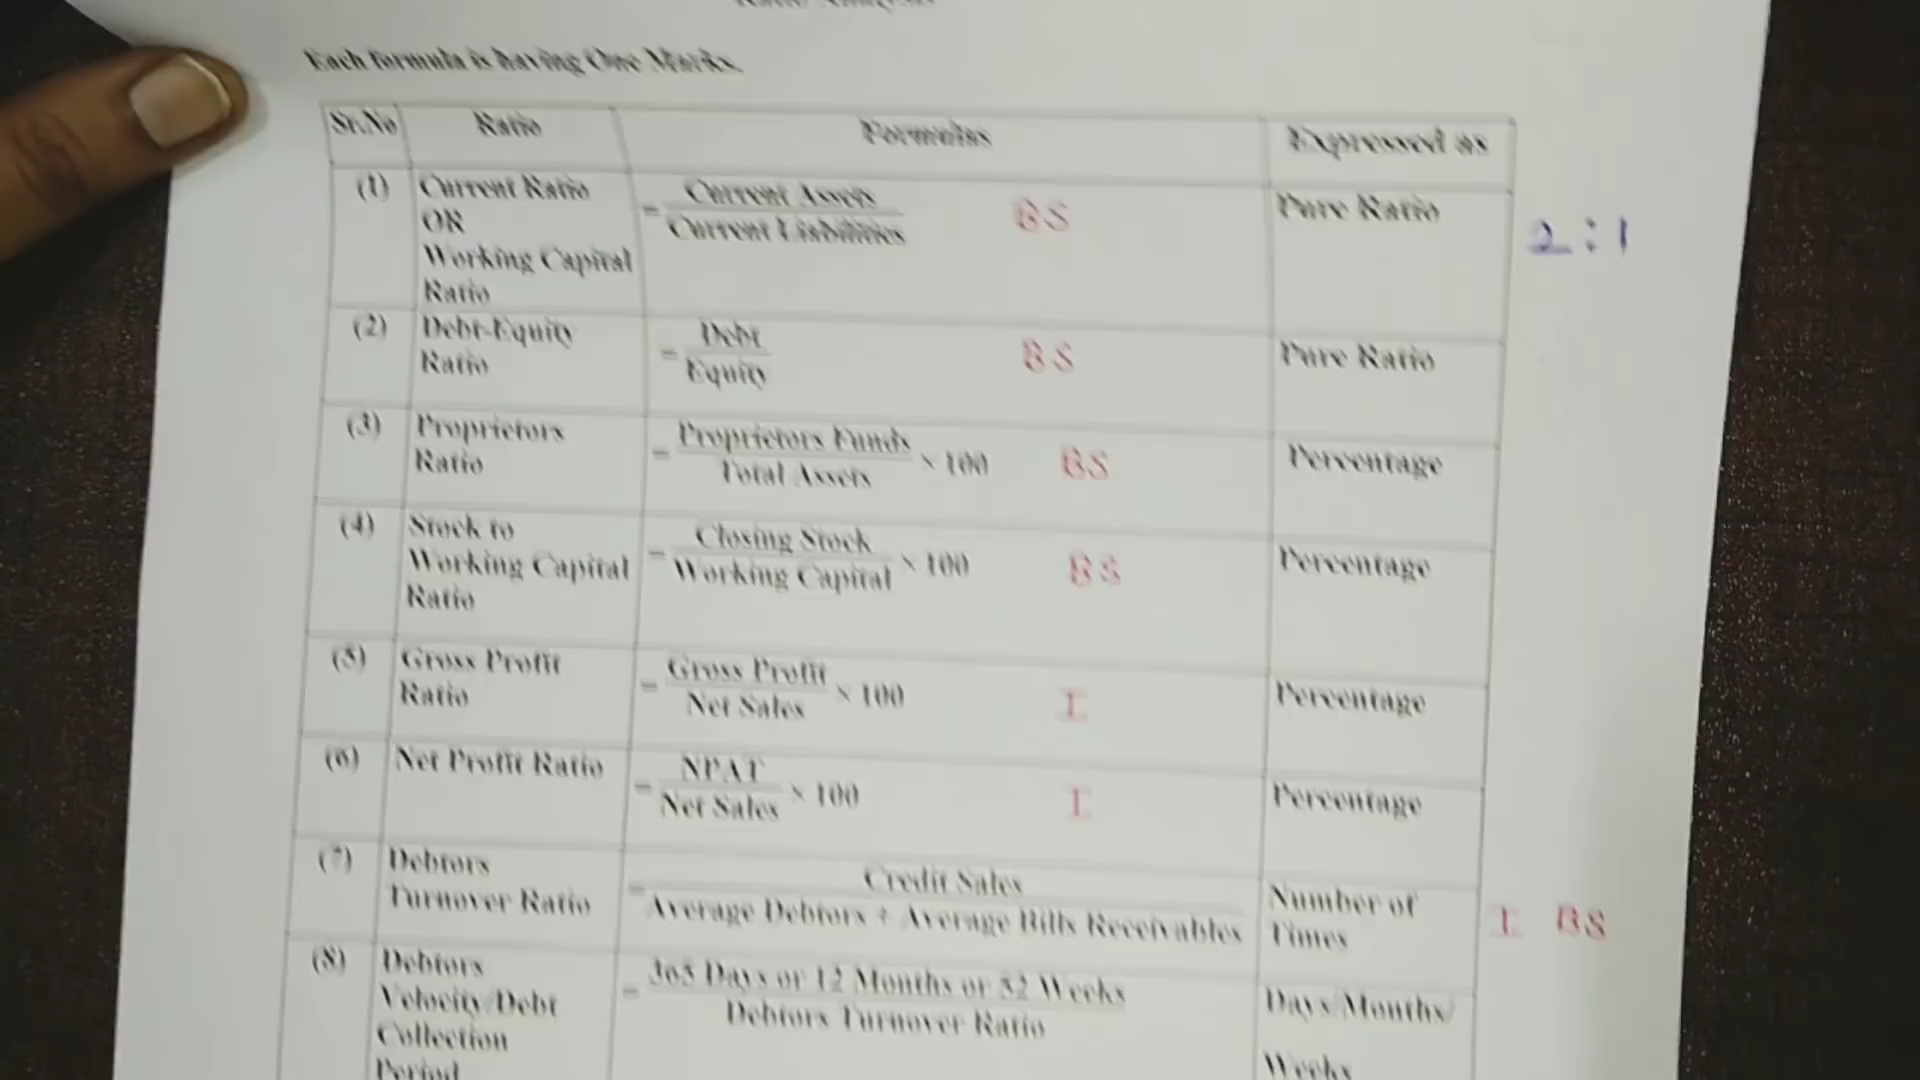 Each formula is having One Marks.
Sr.No Ratio Formulas Expressed as
(1) Current Ratio
OR
Working Capital
Ratio
= Current Assets
Current Liabilities
BS
Pure Ratio
2:1
(2) Debt-Equity
Ratio
= Debt
Equity
BS
Pure Ratio
(3) Proprietors
Ratio
= Proprietors Funds
Total Assets
× 100
BS
Percentage
(4) Stock to
Working Capital
Ratio
= Closing Stock
Working Capital
× 100
BS
Percentage
(5) Gross Profit
Ratio
= Gross Profit
Net Sales
× 100
I
Percentage
(6) Net Profit Ratio
= NPAT
Net Sales
× 100
I
Percentage
(7) Debtors
Turnover Ratio
= Credit Sales
Average Debtors + Average Bills Receivables
Number of
Times
I BS
(8) Debtors
Velocity/Debt
Collection
Period
= 365 Days or 12 Months or 52 Weeks
Debtors Turnover Ratio
Days/Months/
Weeks